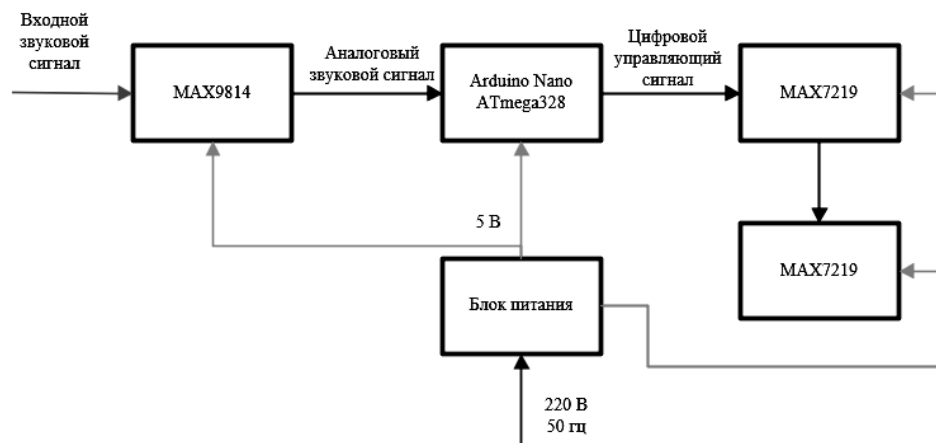 Входной
звуковой
сигнал
MAX9814
Аналоговый
звуковой сигнал
Arduino Nano
ATmega328
Цифровой
управляющий
сигнал
MAX7219
5 В
MAX7219
Блок питания
220 В
50 гц